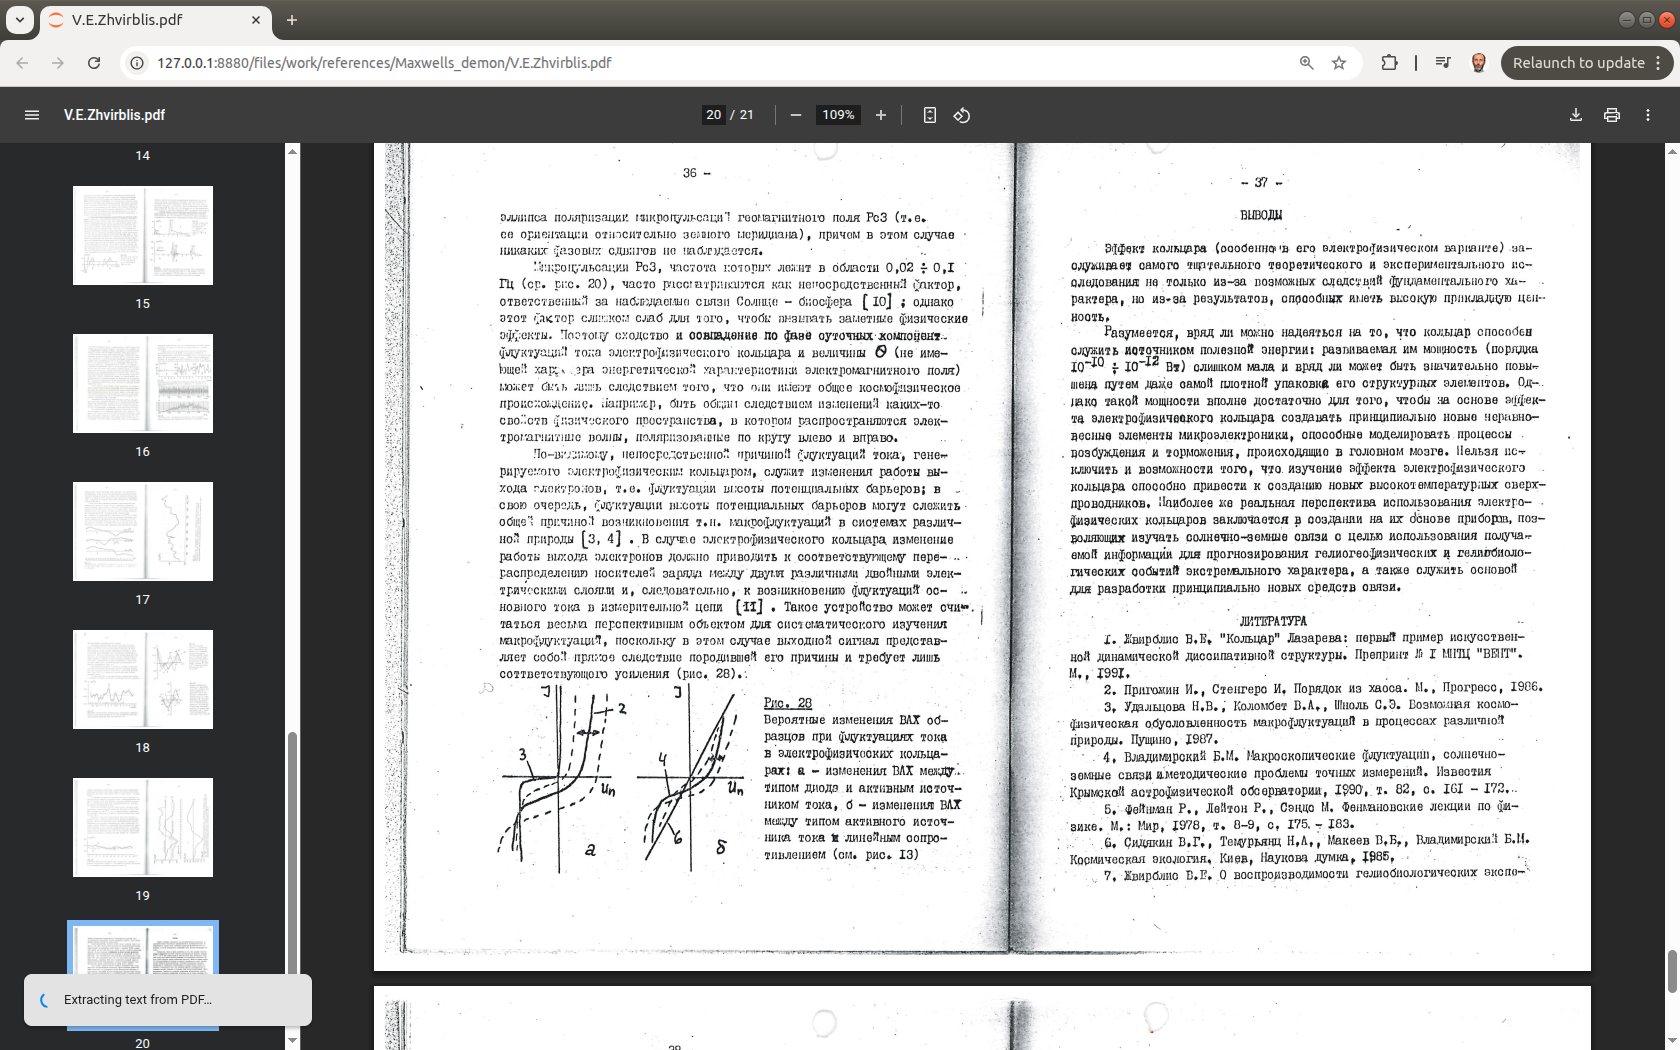 V.E.Zhvirblis.pdf
127.0.0.1:8880/files/work/references/Maxwells_demon/V.E.Zhvirblis.pdf
Relaunch to update
V.E.Zhvirblis.pdf
20 / 21
109%
14
15
16
17
18
19
20
Extracting text from PDF...
36 -
эллипса поляризации микропульсаций геомагнитного поля Рс3 (т.е.
ее ориентации относительно земного меридиана), причем в этом случае
никаких фазовых сдвигов не наблюдается.
Микропульсации Рс3, частота которых лежит в области 0,02 ÷ 0,1
Гц (ср. рис. 20), часто рассматриваются как непосредственный фактор,
ответственный за наблюдаемые связи Солнце - биосфера [10] ; однако
этот фактор слишком слаб для того, чтобы вызывать заметные физические
эффекты. Поэтому сходство и совпадение по фазе суточных компонент
флуктуаций тока электрофизического кольцара и величины Θ (не име-
ющей энергетической характеристики электромагнитного поля)
может быть лишь следствием того, что они имеют общее космофизическое
происхождение. Например, быть общим следствием изменений каких-то
свойств физического пространства, в котором распространяются элек-
тромагнитные волны, поляризованные по кругу влево и вправо.
По-видимому, непосредственной причиной флуктуаций тока, гене-
рируемого электрофизическим кольцаром, служит изменения работы вы-
хода электронов, т.е. флуктуации высоты потенциальных барьеров; в
свою очередь, флуктуации высоты потенциальных барьеров могут служить
общей причиной возникновения т.н. макрофлуктуаций в системах различ-
ной природы [3, 4] . В случае электрофизического кольцара изменение
работы выхода электронов должно приводить к соответствующему пере-
распределению носителей заряда между двумя различными двойными элек-
трическими слоями и, следовательно, к возникновению флуктуаций ос-
новного тока в измерительной цепи [11] . Такое устройство может счи-
таться весьма перспективным объектом для систематического изучения
макрофлуктуаций, поскольку в этом случае выходной сигнал представ-
ляет собой прямое следствие породившей его причины и требует лишь
соттветствующего усиления (рис. 28).
J
2
3
Uп
а
J
4
Uп
6
б
Рис. 28
Вероятные изменения ВАХ об-
разцов при флуктуациях тока
в электрофизических кольца-
рах: а - изменения ВАХ между
типом диода и активным источ-
ником тока, б - изменения ВАХ
между типом активного источ-
ника тока и линейным сопро-
тивлением (см. рис. 13)
- 37 -
ВЫВОДЫ
Эффект кольцара (особенно в его электрофизическом варианте) за-
служивает самого тщательного теоретического и экспериментального ис-
следования не только из-за возможных следствий фундаментального ха-
рактера, но из-за результатов, способных иметь высокую прикладную цен-
ность.
Разумеется, вряд ли можно надеяться на то, что кольцар способен
служить источником полезной энергии: развиваемая им мощность (порядка
10⁻¹⁰ ÷ 10⁻¹² Вт) слишком мала и вряд ли может быть значительно повы-
шена путем даже самой плотной упаковка его структурных элементов. Од-
нако такой мощности вполне достаточно для того, чтобы на основе эффек-
та электрофизического кольцара создавать принципиально новые неравно-
весные элементы микроэлектроники, способные моделировать процессы
возбуждения и торможения, происходящие в головном мозге. Нельзя ис-
ключить и возможности того, что изучение эффекта электрофизического
кольцара способно привести к созданию новых высокотемпературных сверх-
проводников. Наиболее же реальная перспектива использования электро-
физических кольцаров заключается в создании на их основе приборов, поз-
воляющих изучать солнечно-земные связи с целью использования получа-
емой информации для прогнозирования гелиогеофизических и гелиобиоло-
гических событий экстремального характера, а также служить основой
для разработки принципиально новых средств связи.
ЛИТЕРАТУРА
1. Жвирблис В.Е. "Кольцар" Лазарева: первый пример искусствен-
ной динамической диссипативной структуры. Препринт № 1 МНТЦ "ВЕНТ".
М., 1991.
2. Пригожин И., Стенгерс И. Порядок из хаоса. М., Прогресс, 1986.
3. Удальцова Н.В., Коломбет В.А., Шноль С.Э. Возможная космо-
физическая обусловленность макрофлуктуаций в процессах различной
природы. Пущино, 1987.
4. Владимирский Б.М. Макроскопические флуктуации, солнечно-
земные связи и методические проблемы точных измерений. Известия
Крымской астрофизической обсерватории, 1990, т. 82, с. 161 - 172.
5. Фейнман Р., Лейтон Р., Сэндс М. Фенмановские лекции по фи-
зике. М.: Мир, 1978, т. 8-9, с. 175 - 183.
6. Сидякин В.Г., Темурьянц Н.А., Макеев В.Б., Владимирский Б.М.
Космическая экология. Киев, Наукова думка, 1985.
7. Жвирблис В.Е. О воспроизводимости гелиобиологических экспе-